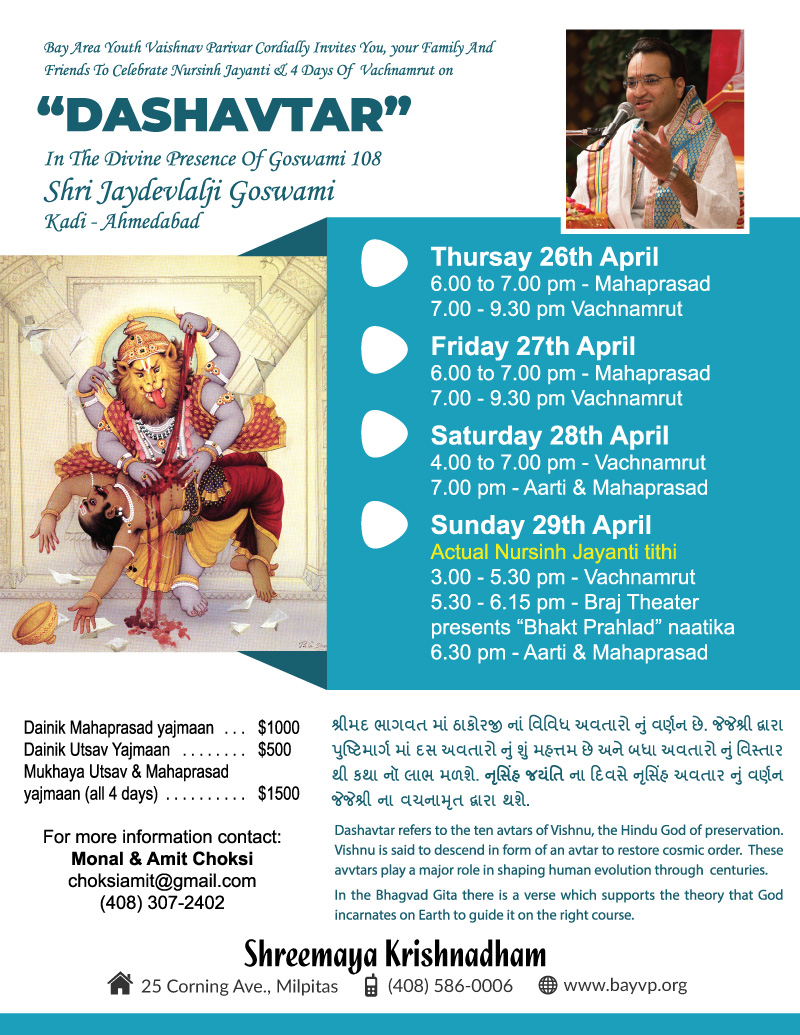 Bay Area Youth Vaishnav Parivar Cordially Invites You, your Family And
Friends To Celebrate Nursinh Jayanti & 4 Days Of Vachnamrut on
“DASHAVTAR”
In The Divine Presence Of Goswami 108
Shri Jaydevlalji Goswami
Kadi - Ahmedabad
Thursay 26th April
6.00 to 7.00 pm - Mahaprasad
7.00 - 9.30 pm Vachnamrut
Friday 27th April
6.00 to 7.00 pm - Mahaprasad
7.00 - 9.30 pm Vachnamrut
Saturday 28th April
4.00 to 7.00 pm - Vachnamrut
7.00 pm - Aarti & Mahaprasad
Sunday 29th April
Actual Nursinh Jayanti tithi
3.00 - 5.30 pm - Vachnamrut
5.30 - 6.15 pm - Braj Theater
presents “Bhakt Prahlad” naatika
6.30 pm - Aarti & Mahaprasad
Dainik Mahaprasad yajmaan . . . $1000
Dainik Utsav Yajmaan . . . . . . . . $500
Mukhaya Utsav & Mahaprasad
yajmaan (all 4 days) . . . . . . . . . . $1500
For more information contact:
Monal & Amit Choksi
choksiamit@gmail.com
(408) 307-2402
શ્રીમદ ભાગવત માં ઠાકોરજી નાં વિવિધ અવતારો નું વર્ણન છે. જેજેશ્રી દ્વારા
પુષ્ટિમાર્ગ માં દસ અવતારો નું શું મહત્તમ છે અને બધા અવતારો નું વિસ્તાર
થી કથા નૉ લાભ મળશે. નૃસિંહ જયંતિ ના દિવસે નૃસિંહ અવતાર નું વર્ણન
જેજેશ્રી ના વચનામૃત દ્વારા થશે.
Dashavtar refers to the ten avtars of Vishnu, the Hindu God of preservation.
Vishnu is said to descend in form of an avtar to restore cosmic order. These
avvtars play a major role in shaping human evolution through centuries.
In the Bhagvad Gita there is a verse which supports the theory that God
incarnates on Earth to guide it on the right course.
Shreemaya Krishnadham
25 Corning Ave., Milpitas (408) 586-0006 www.bayvp.org